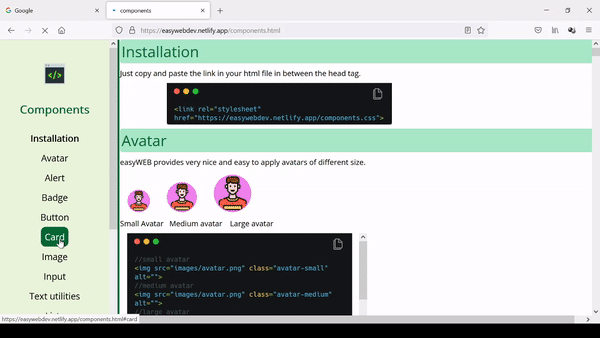 Google
components
https://easywebdev.netlify.app/components.html
</>
Components
Installation
Avatar
Alert
Badge
Button
Card
Image
Input
Text utilities
Installation
Just copy and paste the link in your html file in between the head tag.
<link rel="stylesheet"
href="https://easywebdev.netlify.app/components.css">
Avatar
easyWEB provides very nice and easy to apply avatars of different size.
Small Avatar Medium avatar Large avatar
//small avatar
<img src="images/avatar.png" class="avatar-small"
alt="">
//medium avatar
<img src="images/avatar.png" class="avatar-medium"
alt="">
//large avatar
https://easywebdev.netlify.app/components.html#card